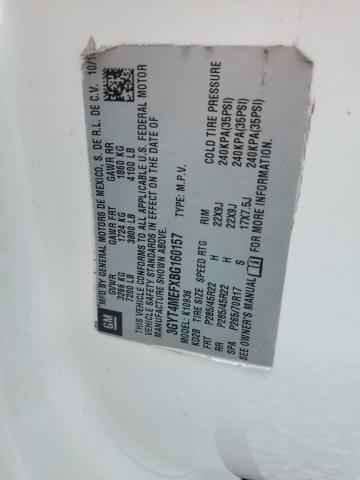 GM
MFD BY GENERAL MOTORS DE MEXICO, S. DE R.L. DE C.V. 10/1
GVWR GAWR FRT GAWR RR
3266 KG 1724 KG 1860 KG
7200 LB 3800 LB 4100 LB
THIS VEHICLE CONFORMS TO ALL APPLICABLE U.S. FEDERAL MOTOR
VEHICLE SAFETY STANDARDS IN EFFECT ON THE DATE OF
MANUFACTURE SHOWN ABOVE.
3GYT4MEFXBG160157 TYPE: M.P.V.
K10936
KD2B TIRE SIZE SPEED RTG RIM COLD TIRE PRESSURE
FRT P285/45R22 H 22X9J 240KPA(35PSI)
RR P285/45R22 H 22X9J 240KPA(35PSI)
SPA P265/70R17 S 17X7.5J 240KPA(35PSI)
SEE OWNER'S MANUAL FOR MORE INFORMATION.